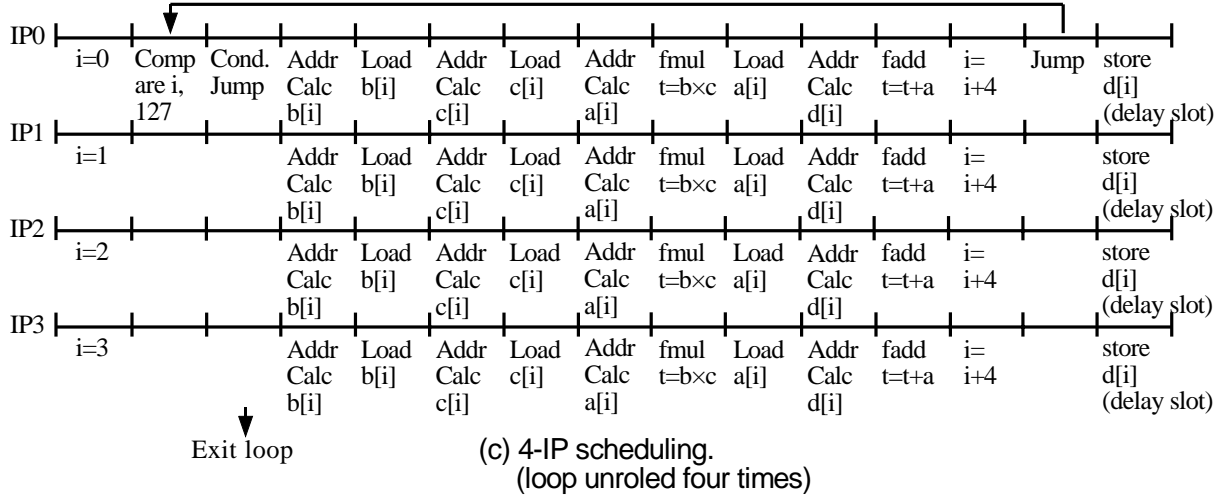 IP0
i=0 Comp Cond. Addr Load Addr Load Addr fmul Load Addr fadd i= Jump store
are i, Jump Calc b[i] Calc c[i] Calc t=b×c a[i] Calc t=t+a i+4 d[i]
127 b[i] c[i] a[i] d[i] (delay slot)
IP1
i=1 Addr Load Addr Load Addr fmul Load Addr fadd i= store
Calc b[i] Calc c[i] Calc t=b×c a[i] Calc t=t+a i+4 d[i]
b[i] c[i] a[i] d[i] (delay slot)
IP2
i=2 Addr Load Addr Load Addr fmul Load Addr fadd i= store
Calc b[i] Calc c[i] Calc t=b×c a[i] Calc t=t+a i+4 d[i]
b[i] c[i] a[i] d[i] (delay slot)
IP3
i=3 Addr Load Addr Load Addr fmul Load Addr fadd i= store
Calc b[i] Calc c[i] Calc t=b×c a[i] Calc t=t+a i+4 d[i]
b[i] c[i] a[i] d[i] (delay slot)
Exit loop
(c) 4-IP scheduling.
(loop unroled four times)